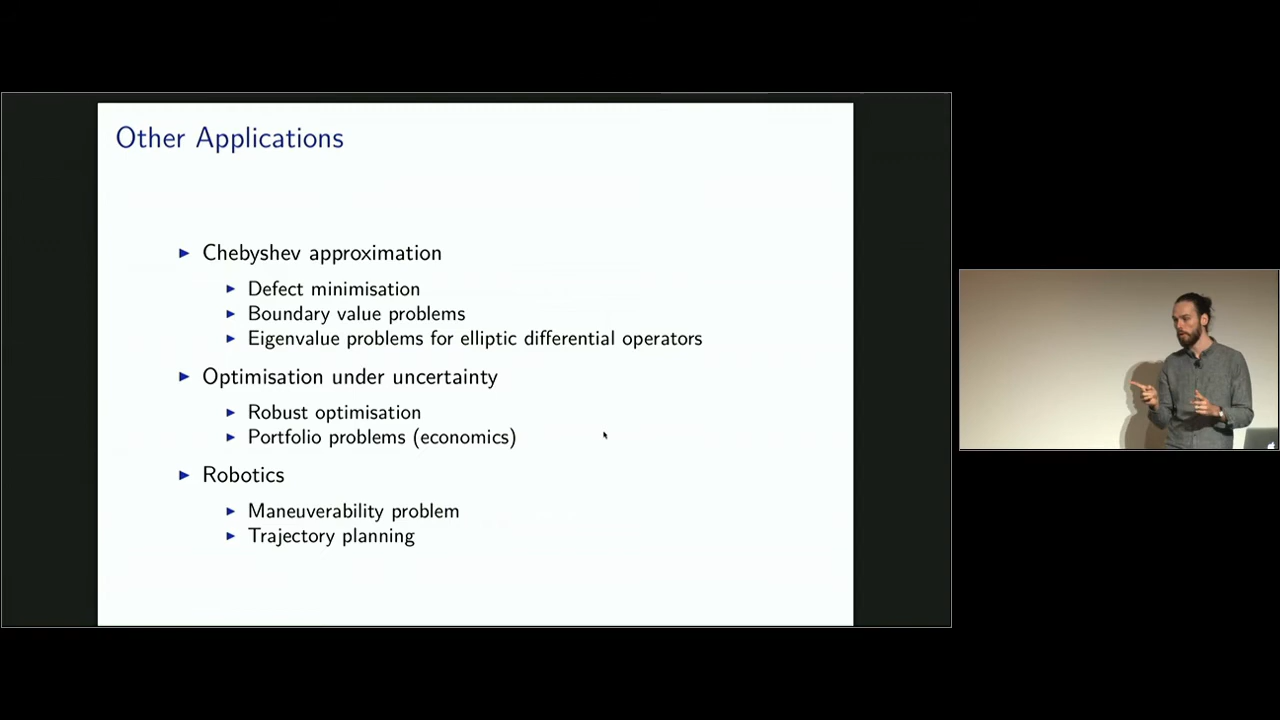 Other Applications
Chebyshev approximation
Defect minimisation
Boundary value problems
Eigenvalue problems for elliptic differential operators
Optimisation under uncertainty
Robust optimisation
Portfolio problems (economics)
Robotics
Maneuverability problem
Trajectory planning